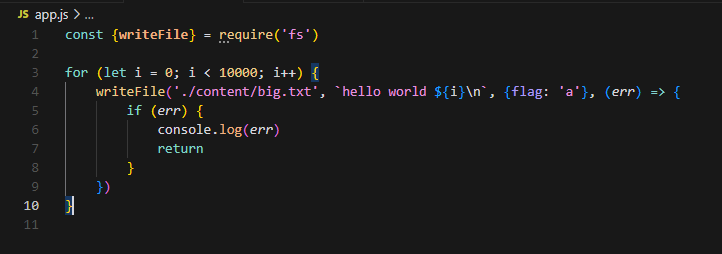 JS app.js > ...
1 const {writeFile} = require('fs')
2
3 for (let i = 0; i < 10000; i++) {
4     writeFile('./content/big.txt', `hello world ${i}\n`, {flag: 'a'}, (err) => {
5         if (err) {
6             console.log(err)
7             return
8         }
9     })
10 }
11